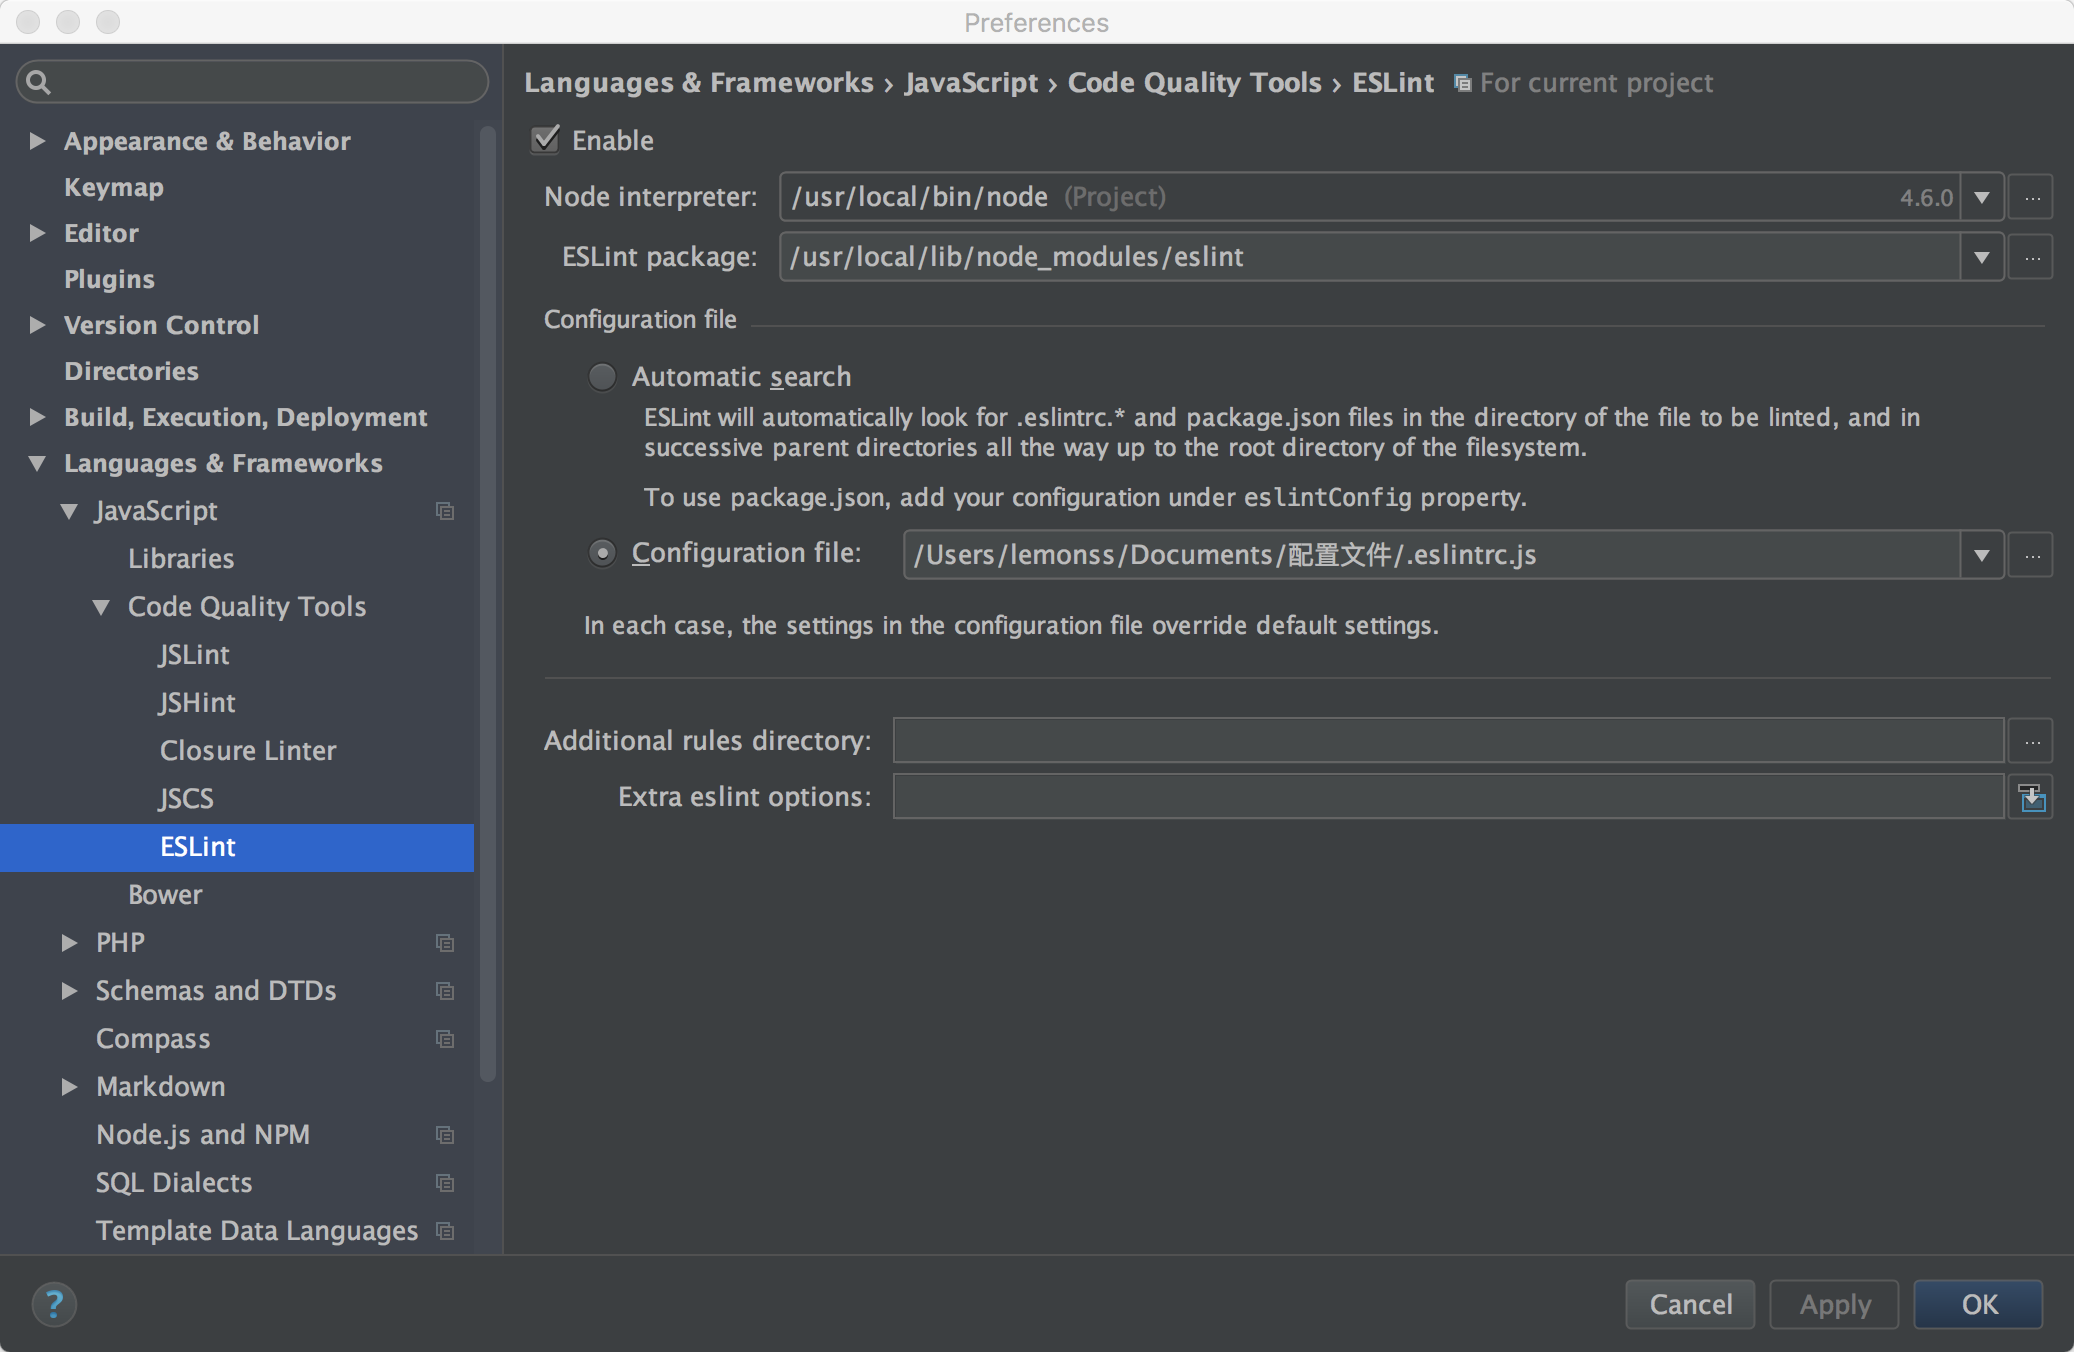 Preferences
Appearance & Behavior
Keymap
Editor
Plugins
Version Control
Directories
Build, Execution, Deployment
Languages & Frameworks
JavaScript
Libraries
Code Quality Tools
JSLint
JSHint
Closure Linter
JSCS
ESLint
Bower
PHP
Schemas and DTDs
Compass
Markdown
Node.js and NPM
SQL Dialects
Template Data Languages
Languages & Frameworks › JavaScript › Code Quality Tools › ESLint For current project
Enable
Node interpreter: /usr/local/bin/node (Project) 4.6.0 ...
ESLint package: /usr/local/lib/node_modules/eslint ...
Configuration file
Automatic search
ESLint will automatically look for .eslintrc.* and package.json files in the directory of the file to be linted, and in
successive parent directories all the way up to the root directory of the filesystem.
To use package.json, add your configuration under eslintConfig property.
Configuration file: /Users/lemonss/Documents/配置文件/.eslintrc.js ...
In each case, the settings in the configuration file override default settings.
Additional rules directory: ...
Extra eslint options:
? Cancel Apply OK